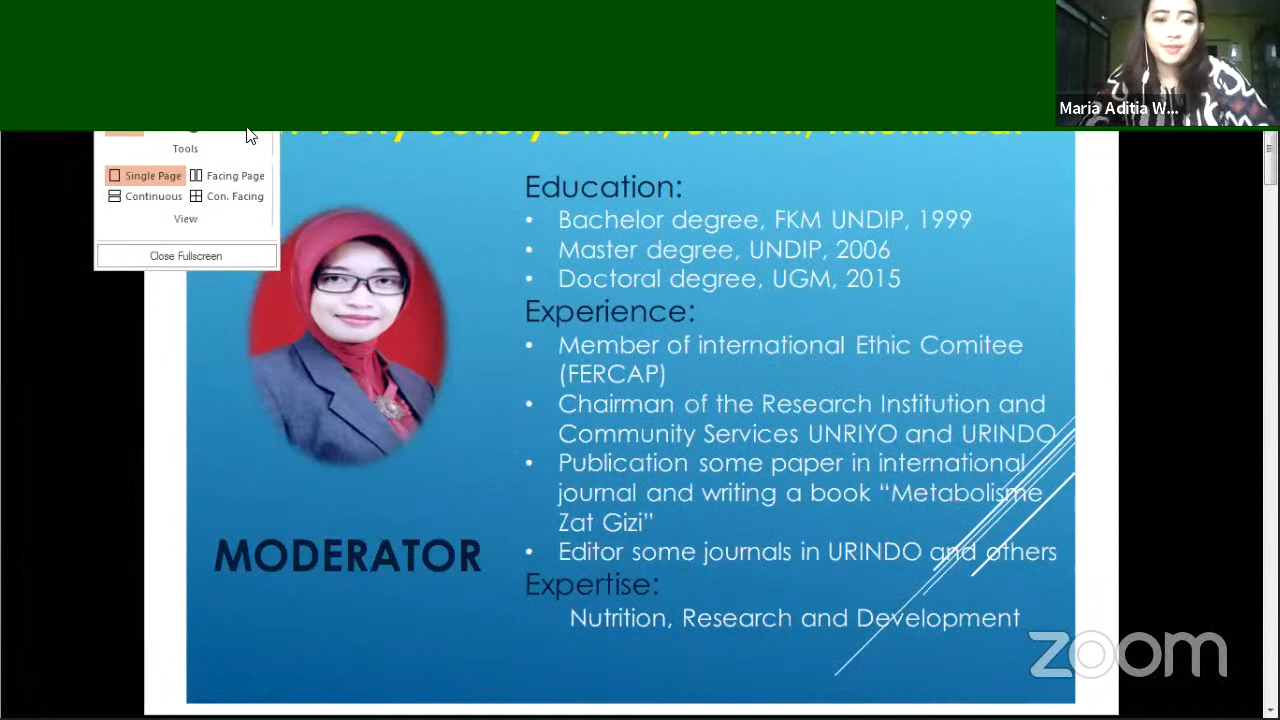 Maria Aditia W...
Tools
Single Page Facing Page
Continuous Con. Facing
View
Close Fullscreen
Education:
• Bachelor degree, FKM UNDIP, 1999
• Master degree, UNDIP, 2006
• Doctoral degree, UGM, 2015
Experience:
• Member of international Ethic Comitee
(FERCAP)
• Chairman of the Research Institution and
Community Services UNRIYO and URINDO
• Publication some paper in international
journal and writing a book “Metabolisme
Zat Gizi”
• Editor some journals in URINDO and others
Expertise:
Nutrition, Research and Development
MODERATOR
zoom